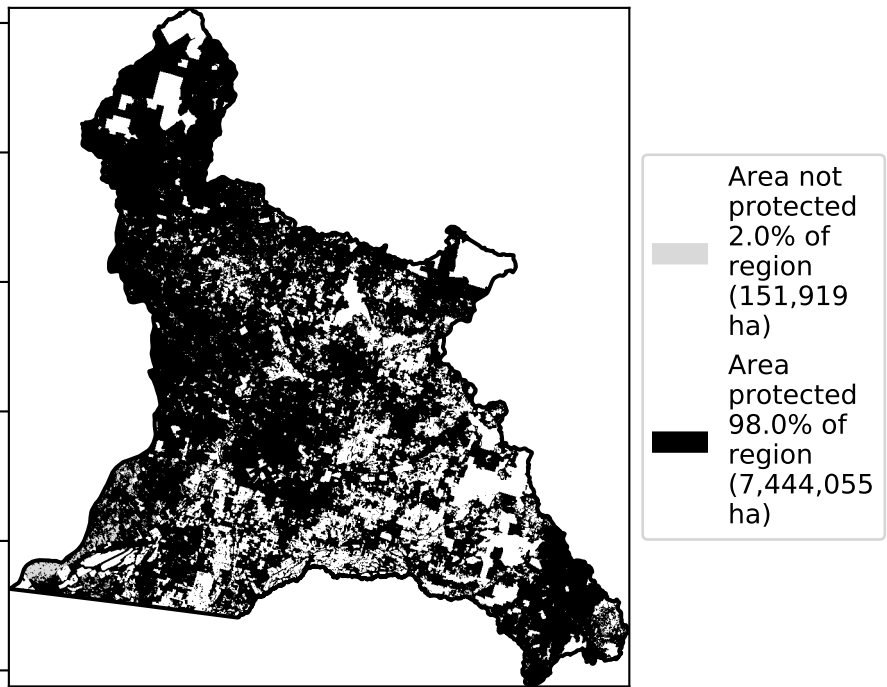 Area not
protected
2.0% of
region
(151,919
ha)
Area
protected
98.0% of
region
(7,444,055
ha)